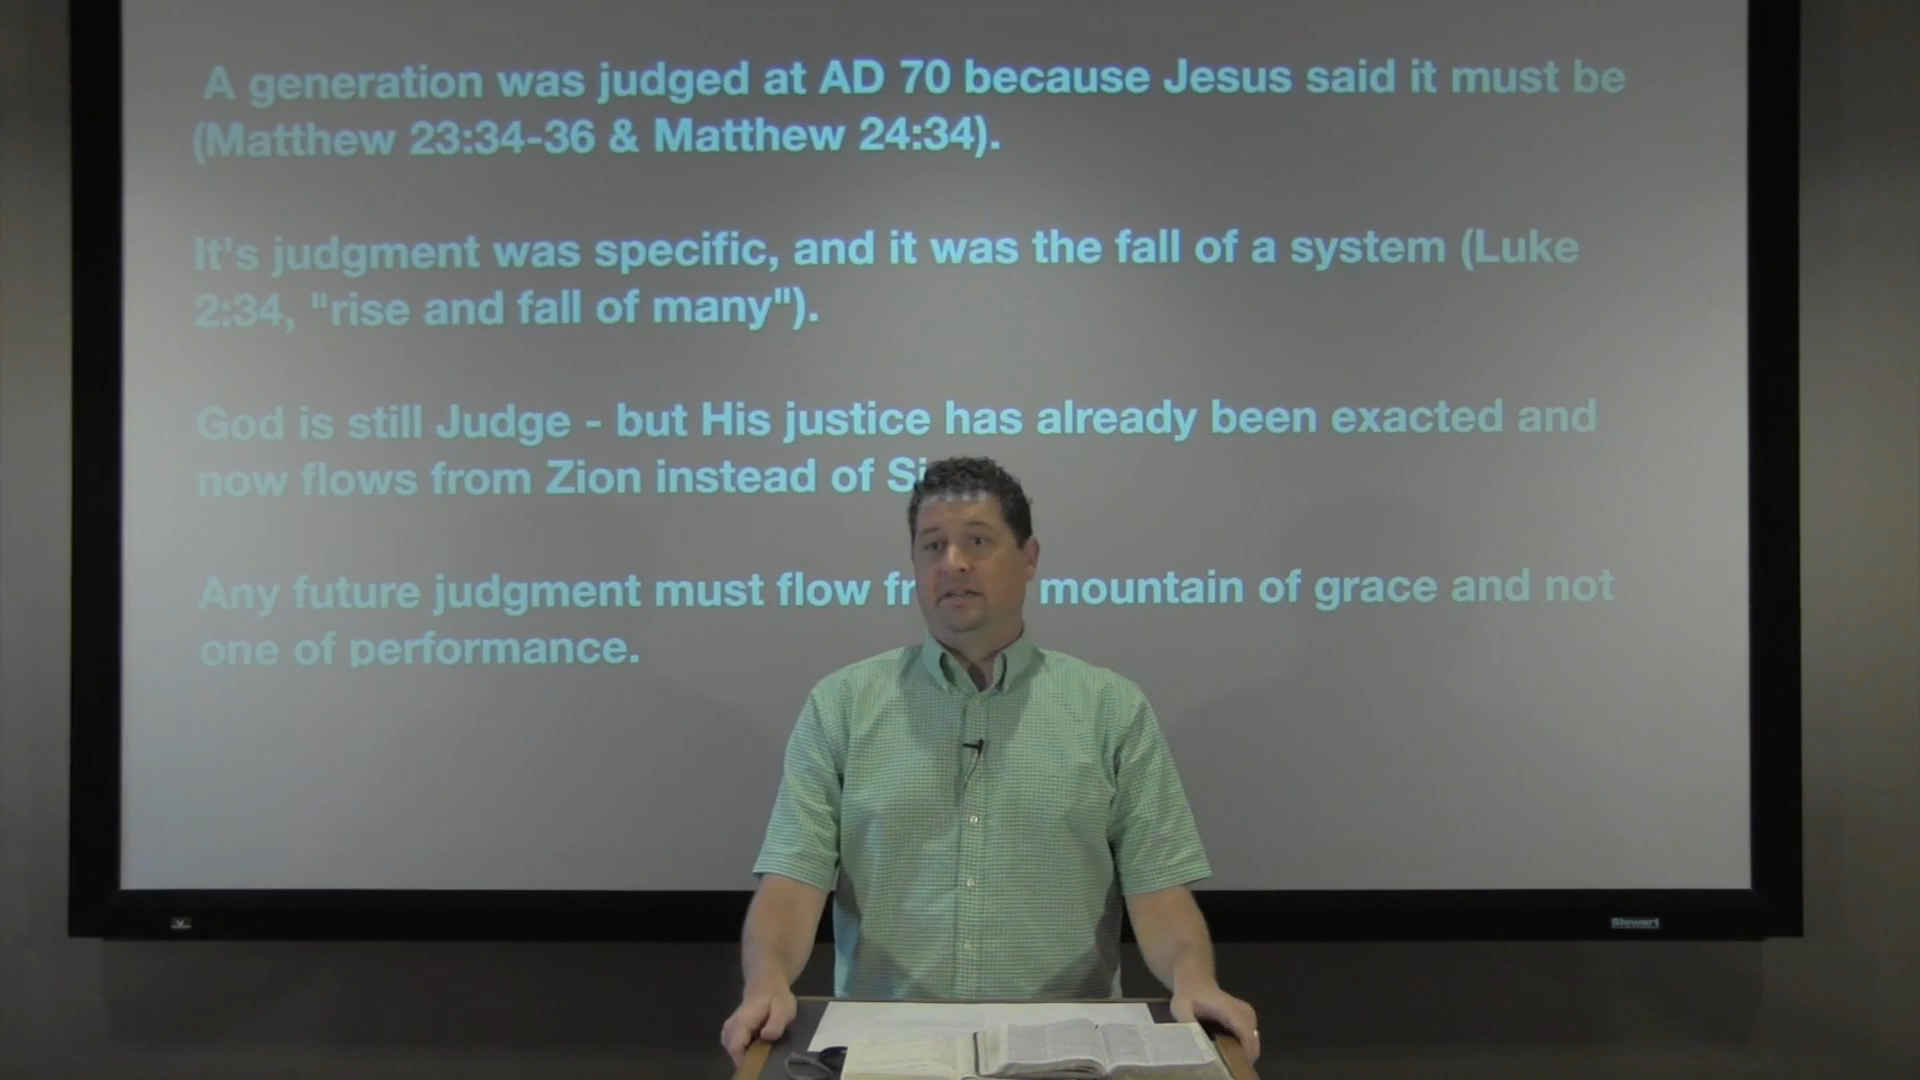 A generation was judged at AD 70 because Jesus said it must be
(Matthew 23:34-36 & Matthew 24:34).
It's judgment was specific, and it was the fall of a system (Luke
2:34, "rise and fall of many").
God is still Judge - but His justice has already been exacted and
now flows from Zion instead of Si
Any future judgment must flow fr mountain of grace and not
one of performance.
Stewart